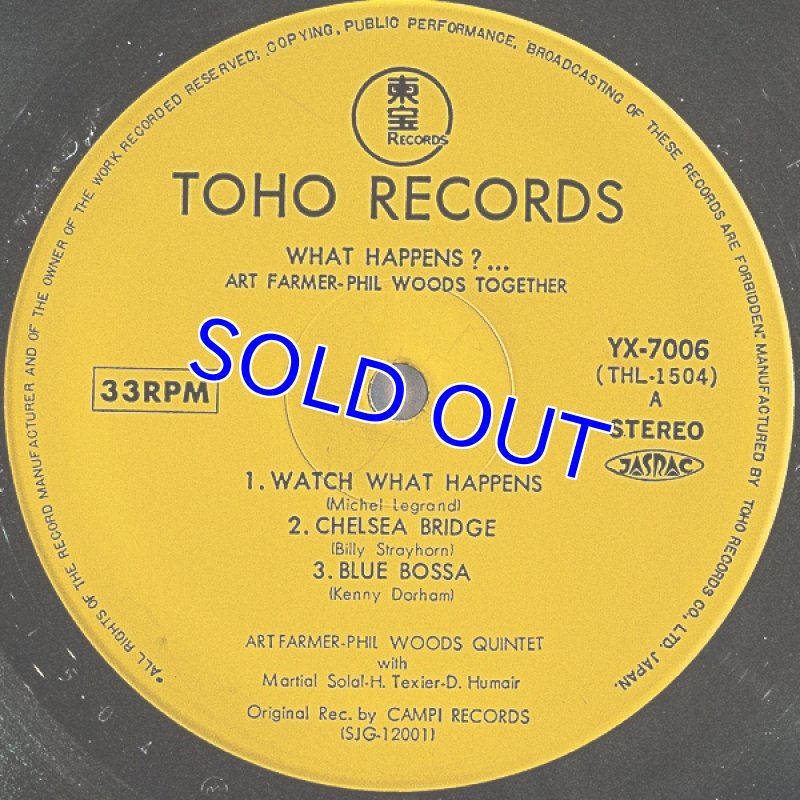 *ALL RIGHTS OF THE RECORD MANUFACTURER AND OF THE OWNER OF THE WORK RECORDED RESERVED; COPYING, PUBLIC PERFORMANCE, BROADCASTING OF THESE RECORDS ARE FORBIDDEN: MANUFACTURED BY TOHO RECORDS CO., LTD. JAPAN.
東宝
RECORDS
TOHO RECORDS
WHAT HAPPENS ? ...
ART FARMER-PHIL WOODS TOGETHER
33RPM
YX-7006
(THL-1504)
A
STEREO
JASRAC
SOLD OUT
1. WATCH WHAT HAPPENS
(Michel Legrand)
2. CHELSEA BRIDGE
(Billy Strayhorn)
3. BLUE BOSSA
(Kenny Dorham)
ART FARMER-PHIL WOODS QUINTET
with
Martial Solal-H. Texier-D. Humair
Original Rec. by CAMPI RECORDS
(SJG-12001)